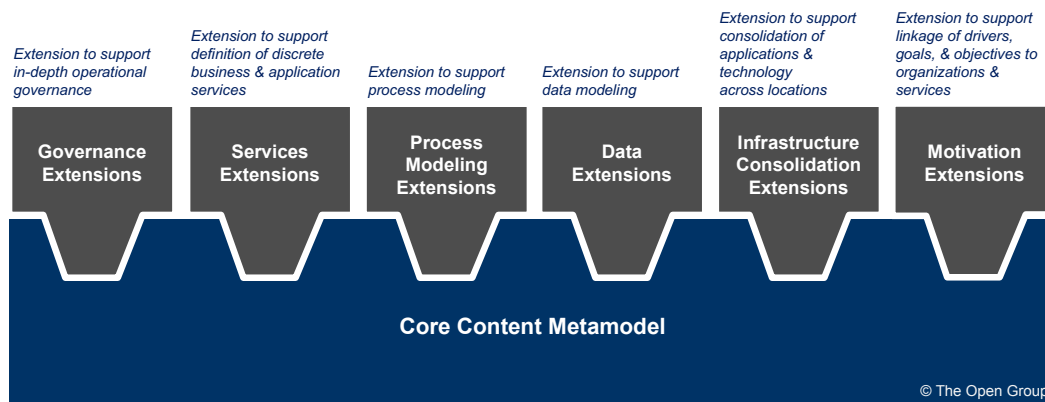 Extension to support
in-depth operational
governance
Extension to support
definition of discrete
business & application
services
Extension to support
process modeling
Extension to support
data modeling
Extension to support
consolidation of
applications &
technology
across locations
Extension to support
linkage of drivers,
goals, & objectives to
organizations &
services
Governance
Extensions
Services
Extensions
Process
Modeling
Extensions
Data
Extensions
Infrastructure
Consolidation
Extensions
Motivation
Extensions
Core Content Metamodel
© The Open Group